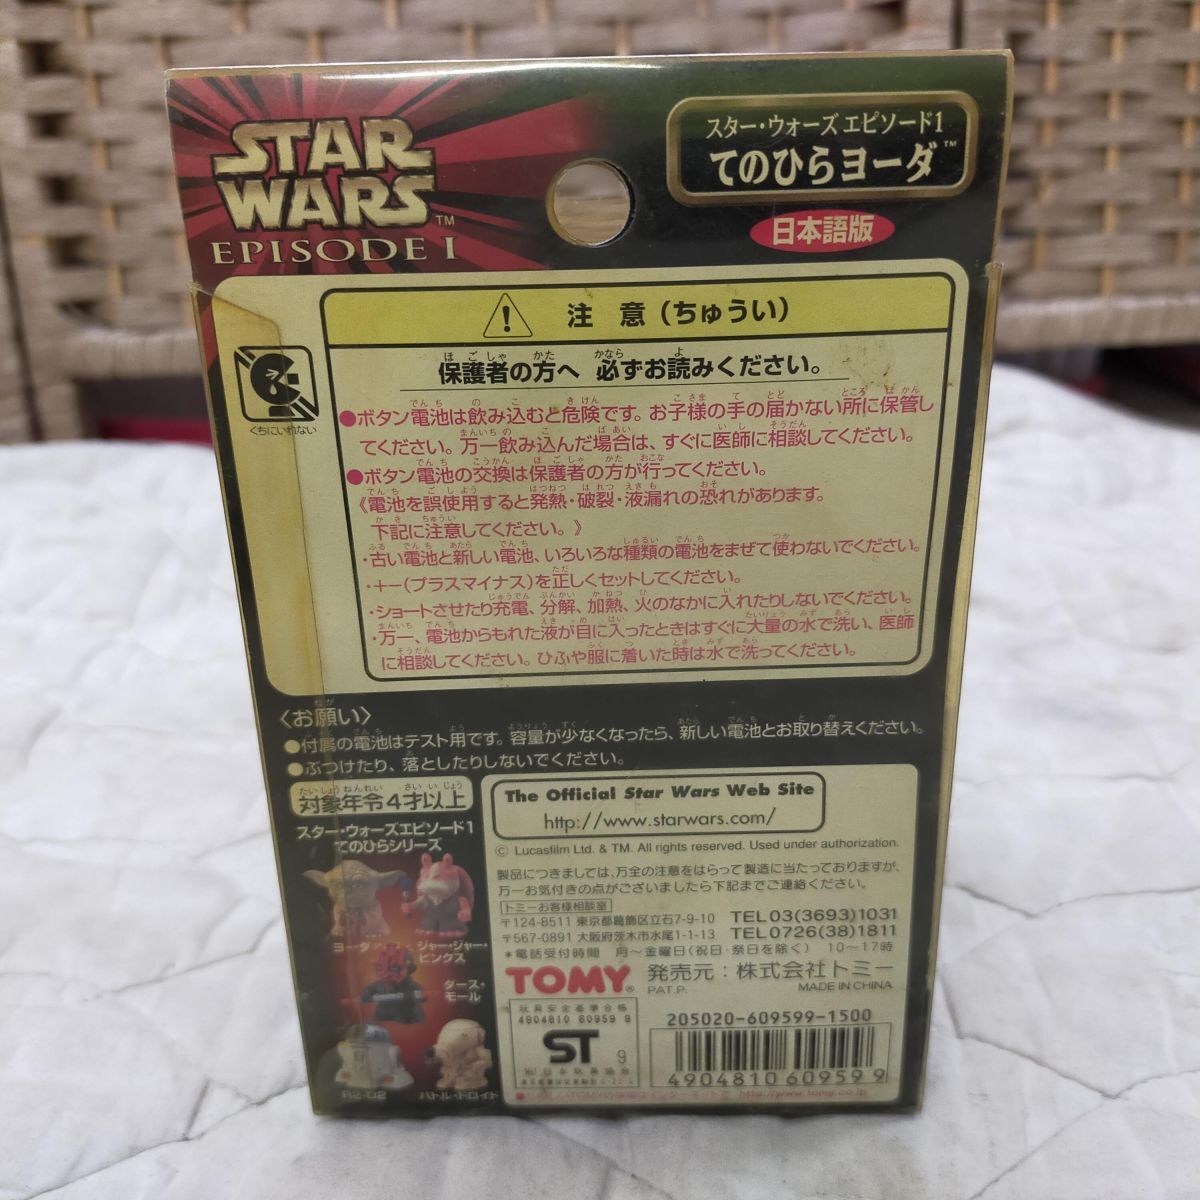 STAR
WARS™
EPISODE I
スター・ウォーズ エピソード1
てのひらヨーダ™
日本語版
注 意（ちゅうい）
くちにいれない
保護者の方へ 必ずお読みください。
●ボタン電池は飲み込むと危険です。お子様の手の届かない所に保管し
てください。万一飲み込んだ場合は、すぐに医師に相談してください。
●ボタン電池の交換は保護者の方が行ってください。
《電池を誤使用すると発熱・破裂・液漏れの恐れがあります。
下記に注意してください。》
・古い電池と新しい電池、いろいろな種類の電池をまぜて使わないでください。
・＋－（プラスマイナス）を正しくセットしてください。
・ショートさせたり充電、分解、加熱、火のなかに入れたりしないでください。
・万一、電池からもれた液が目に入ったときはすぐに大量の水で洗い、医師
に相談してください。ひふや服に着いた時は水で洗ってください。
〈お願い〉
●付属の電池はテスト用です。容量が少なくなったら、新しい電池とお取り替えください。
●ぶつけたり、落としたりしないでください。
対象年令4才以上
スター・ウォーズエピソード1
てのひらシリーズ
ヨーダ
ジャー・ジャー・
ビンクス
ダース・
モール
R2-D2
バトル・ドロイド
The Official Star Wars Web Site
http://www.starwars.com/
© Lucasfilm Ltd. & TM. All rights reserved. Used under authorization.
製品につきましては、万全の注意をはらって製造に当たっておりますが、
万一お気付きの点がございましたら下記までご連絡ください。
トミーお客様相談室
〒124-8511 東京都葛飾区立石7-9-10 TEL03(3693)1031
〒567-0891 大阪府茨木市水尾1-1-13 TEL0726(38)1811
＊電話受付時間 月〜金曜日（祝日・祭日を除く） 10〜17時
TOMY® 発売元：株式会社トミー
PAT.P. MADE IN CHINA
玩具安全基準合格
4904810 60959 9
ST 9
(社)日本玩具協会
205020-609599-1500
4904810 609599
http://www.tomy.co.jp